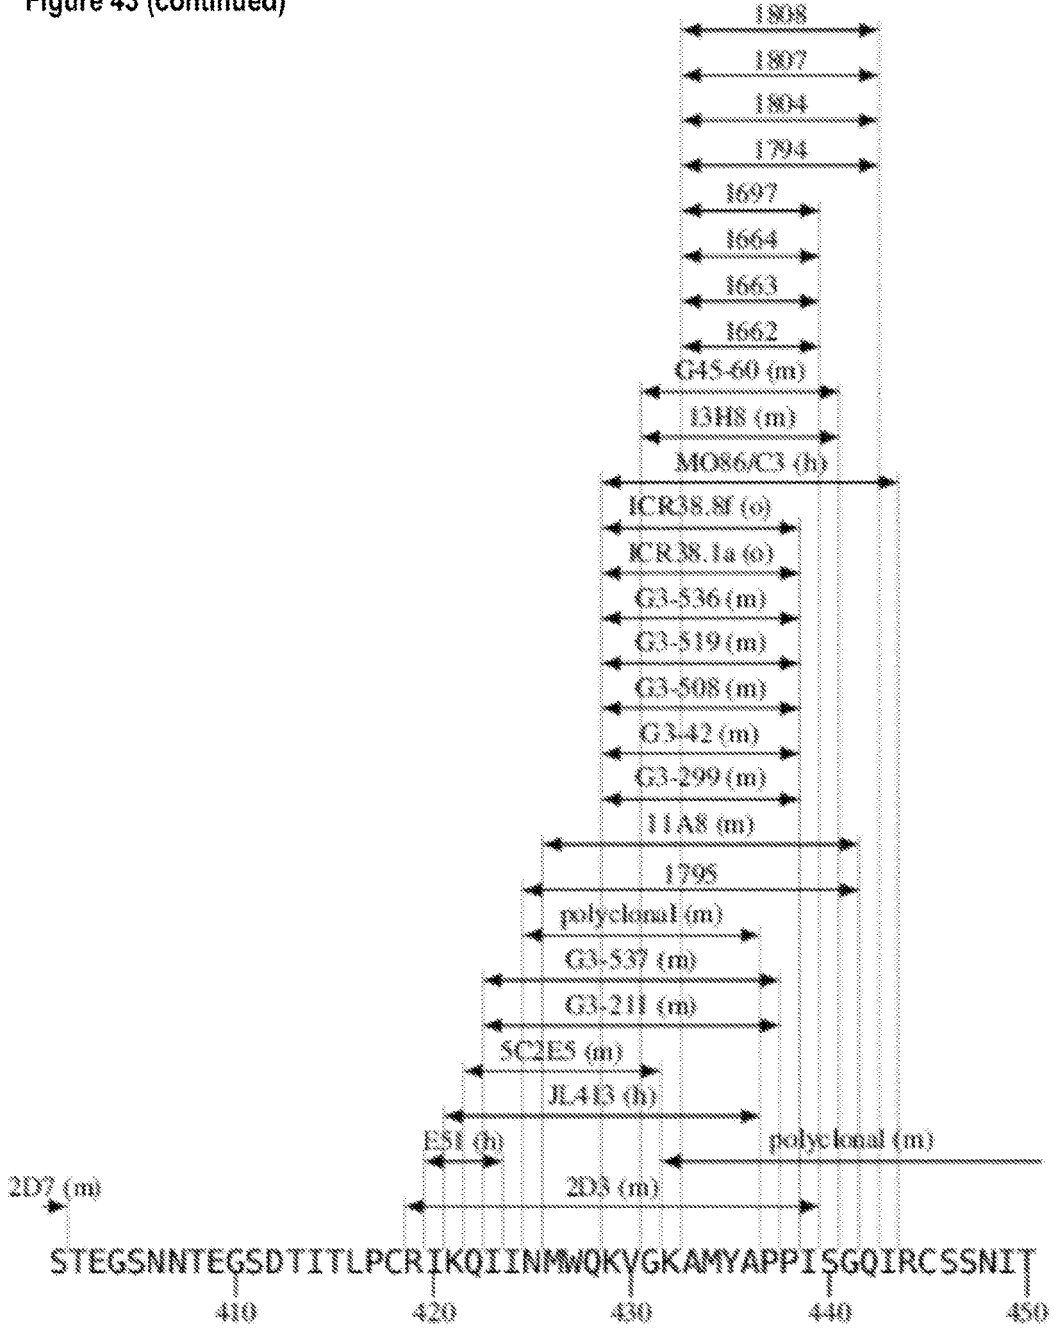 Figure 43 (continued)
1808
1807
1804
1794
1697
1664
1663
1662
G45-60 (m)
13H8 (m)
MO86/C3 (h)
ICR38.8f (o)
ICR38.1a (o)
G3-536 (m)
G3-519 (m)
G3-508 (m)
G3-42 (m)
G3-299 (m)
11A8 (m)
1795
polyclonal (m)
G3-537 (m)
G3-211 (m)
5C2E5 (m)
JL413 (h)
E51 (h) polyclonal (m)
2D7 (m) 2D3 (m)
STEGSNNTEGSDTITLPCRIKQIINMWQKVGKAMYAPPISGQIRCSSNIT
410 420 430 440 450